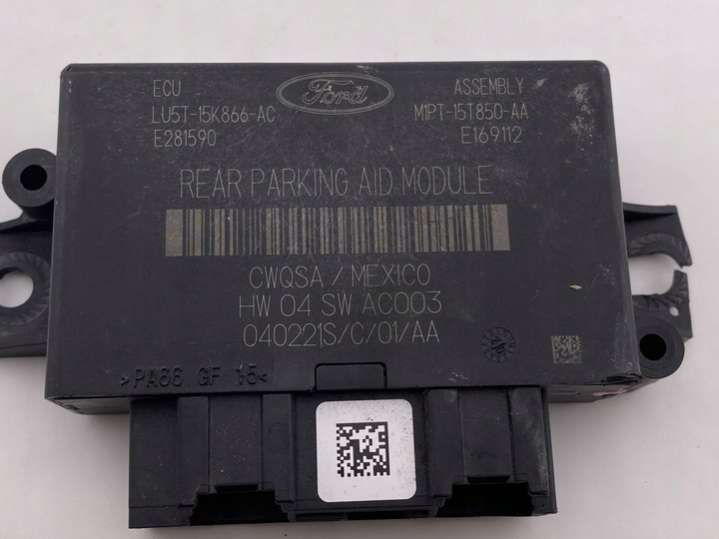 ECU
LU5T-15K866-AC
E281590
Ford
ASSEMBLY
M1PT-15T850-AA
E169112
REAR PARKING AID MODULE
CWQSA / MEXICO
HW 04 SW AC003
040221S/C/01/AA
>PA66 GF 15<